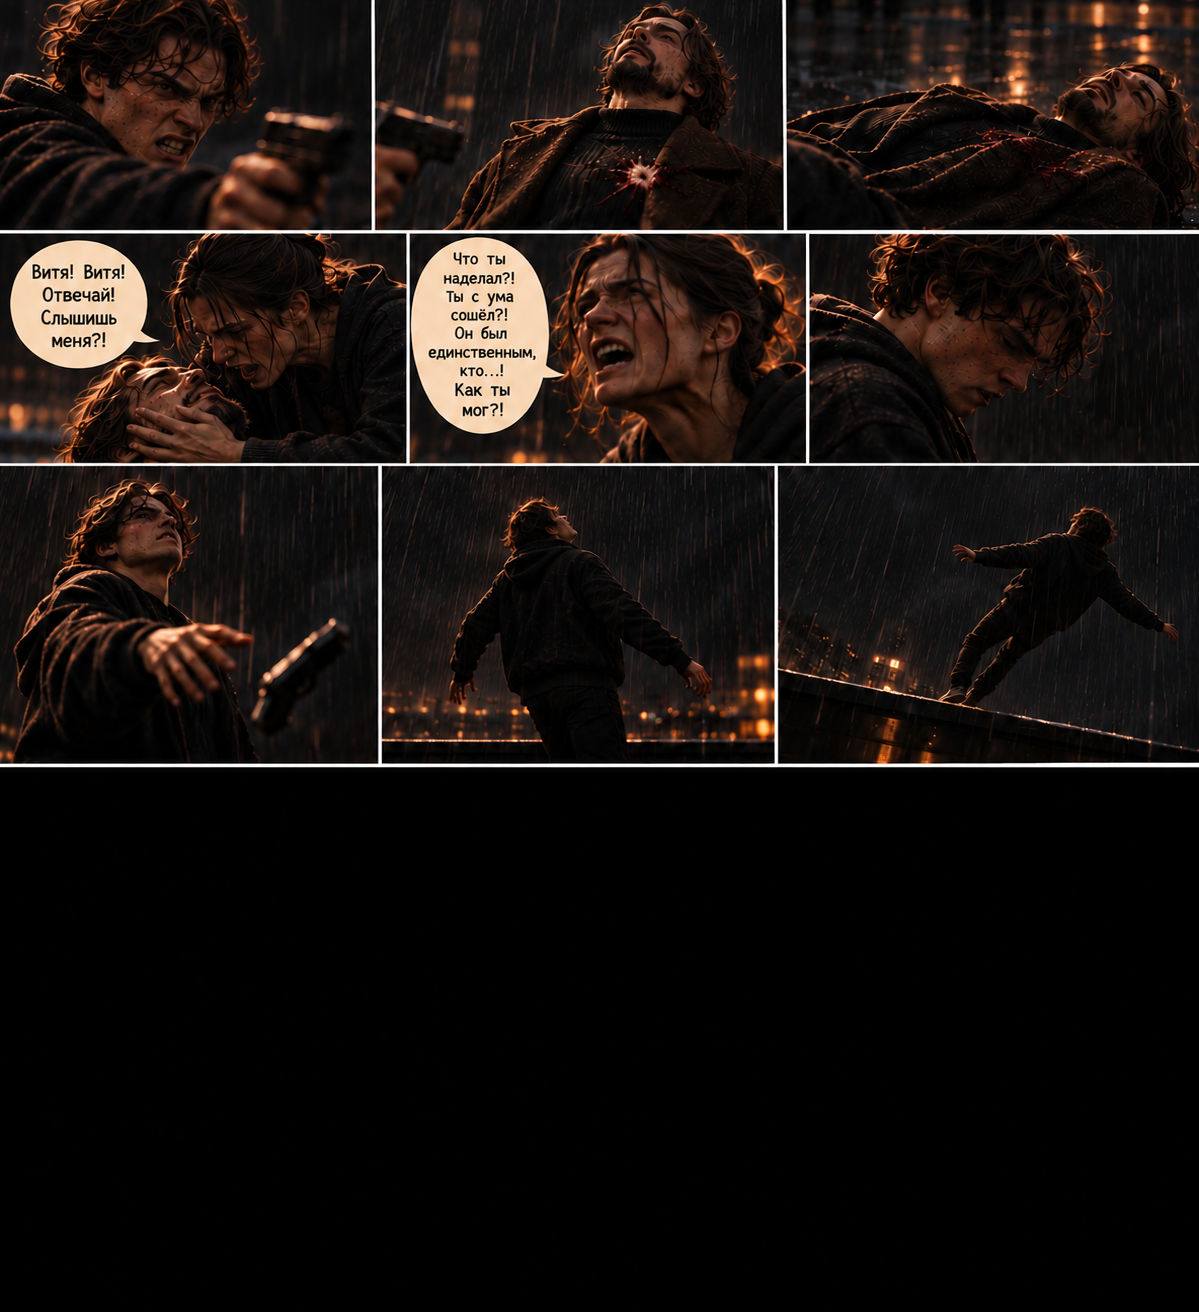 Витя! Витя!
Отвечай!
Слышишь
меня?!
Что ты
наделал?!
Ты с ума
сошёл?!
Он был
единственным,
кто...!
Как ты
мог?!